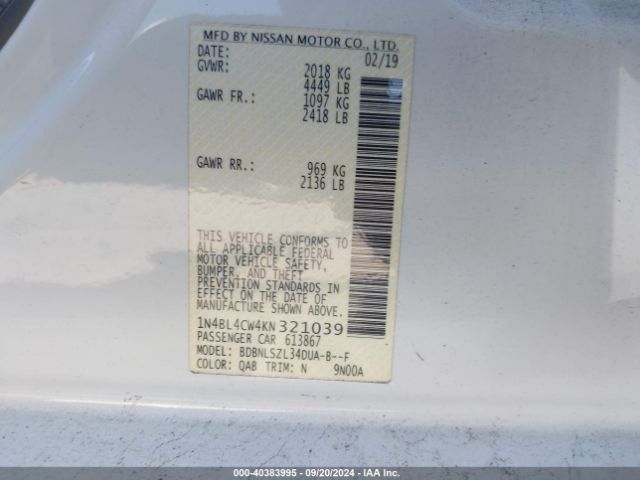 MFD BY NISSAN MOTOR CO., LTD.
DATE: 02/19
GVWR: 2018 KG
4449 LB
GAWR FR.: 1097 KG
2418 LB
GAWR RR.: 969 KG
2136 LB
THIS VEHICLE CONFORMS TO
ALL APPLICABLE FEDERAL
MOTOR VEHICLE SAFETY,
BUMPER, AND THEFT
PREVENTION STANDARDS IN
EFFECT ON THE DATE OF
MANUFACTURE SHOWN ABOVE.
1N4BL4CW4KN321039
PASSENGER CAR 613867
MODEL: BDBNLSZL34DUA-B--F
COLOR: QAB TRIM: N 9N00A
000-40383995 - 09/20/2024 - IAA Inc.